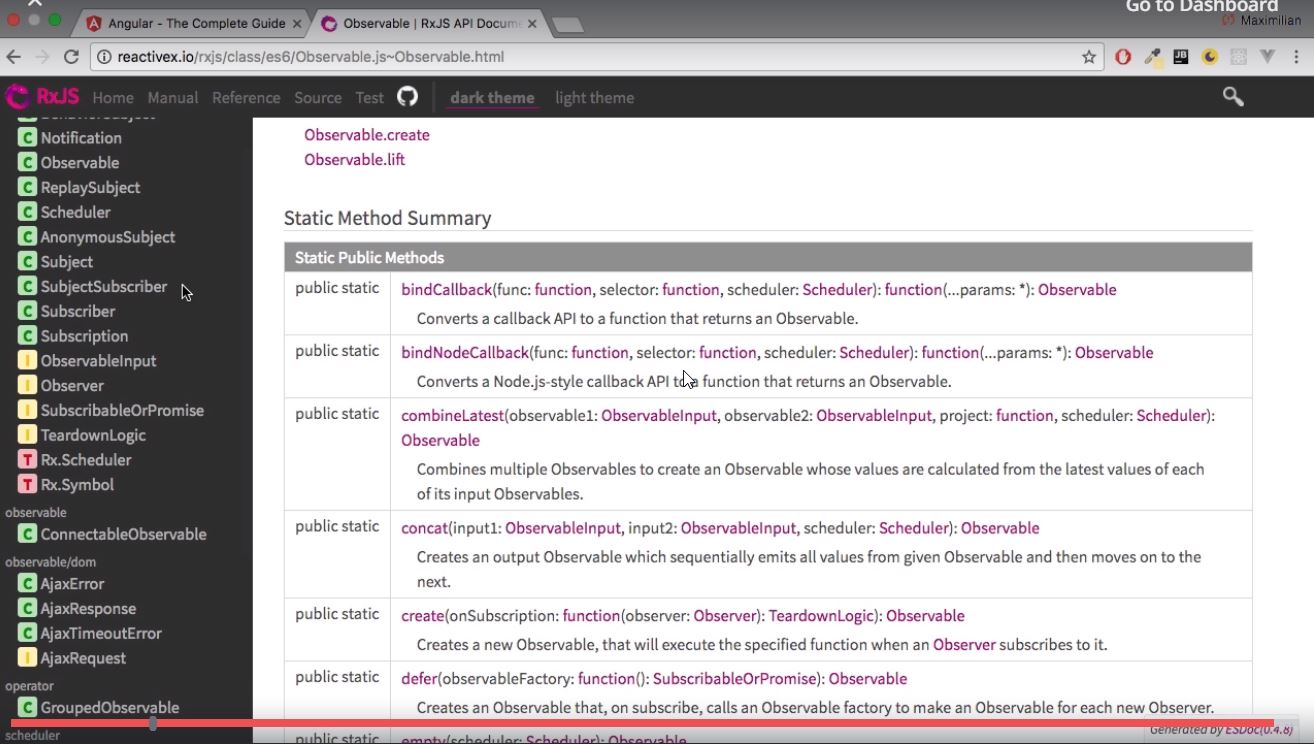 Go to Dashboard
Angular - The Complete Guide
Observable | RxJS API Docume
Maximilian
reactivex.io/rxjs/class/es6/Observable.js~Observable.html
RxJS Home Manual Reference Source Test dark theme light theme
C Notification
C Observable
C ReplaySubject
C Scheduler
C AnonymousSubject
C Subject
C SubjectSubscriber
C Subscriber
C Subscription
I ObservableInput
I Observer
I SubscribableOrPromise
I TeardownLogic
T Rx.Scheduler
T Rx.Symbol
observable
C ConnectableObservable
observable/dom
C AjaxError
C AjaxResponse
C AjaxTimeoutError
I AjaxRequest
operator
C GroupedObservable
scheduler
Observable.create
Observable.lift
Static Method Summary
Static Public Methods
public static bindCallback(func: function, selector: function, scheduler: Scheduler): function(...params: *): Observable
Converts a callback API to a function that returns an Observable.
public static bindNodeCallback(func: function, selector: function, scheduler: Scheduler): function(...params: *): Observable
Converts a Node.js-style callback API to a function that returns an Observable.
public static combineLatest(observable1: ObservableInput, observable2: ObservableInput, project: function, scheduler: Scheduler):
Observable
Combines multiple Observables to create an Observable whose values are calculated from the latest values of each
of its input Observables.
public static concat(input1: ObservableInput, input2: ObservableInput, scheduler: Scheduler): Observable
Creates an output Observable which sequentially emits all values from given Observable and then moves on to the
next.
public static create(onSubscription: function(observer: Observer): TeardownLogic): Observable
Creates a new Observable, that will execute the specified function when an Observer subscribes to it.
public static defer(observableFactory: function(): SubscribableOrPromise): Observable
Creates an Observable that, on subscribe, calls an Observable factory to make an Observable for each new Observer.
public static empty(scheduler: Scheduler): Observable
Generated by ESDoc(0.4.8)